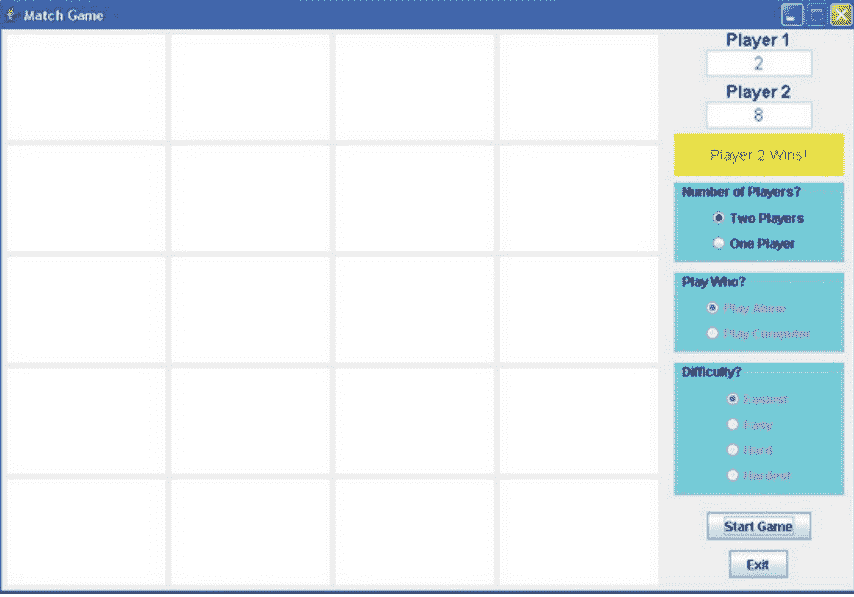 Match Game
Player 1
2
Player 2
8
Player 2 Wins!
Number of Players?
Two Players
One Player
Play Who?
Play Alone
Play Computer
Difficulty?
Easiest
Easy
Hard
Hardest
Start Game
Exit